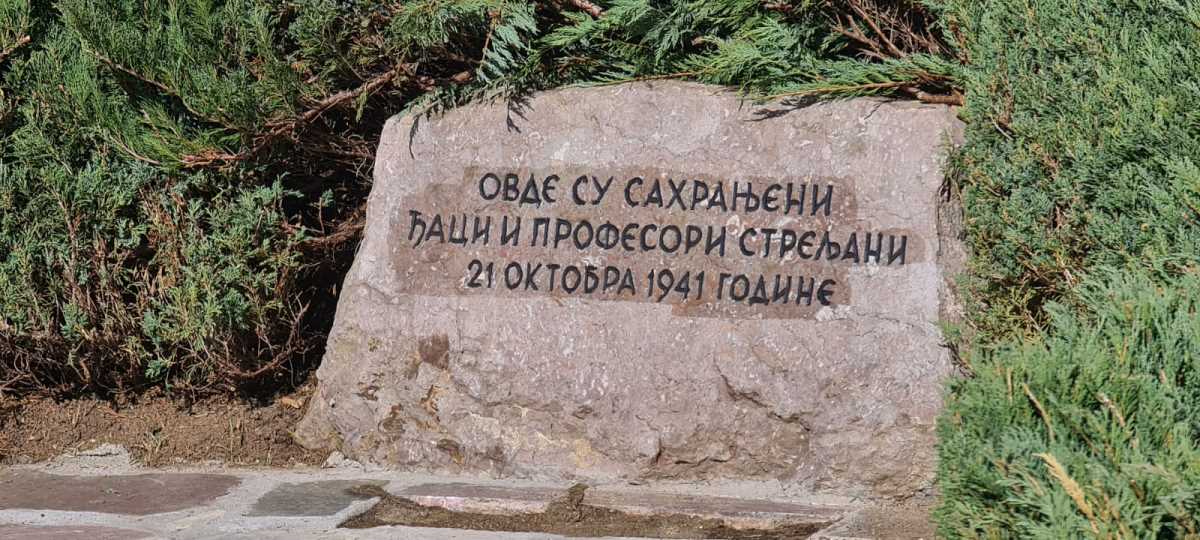 ОВДЕ СУ САХРАЊЕНИ
ЂАЦИ И ПРОФЕСОРИ СТРЕЉАНИ
21 ОКТОБРА 1941 ГОДИНЕ